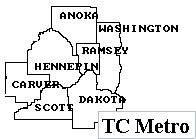 ANOKA
WASHINGTON
RAMSEY
HENNEPIN
CARVER
DAKOTA
SCOTT
TC Metro